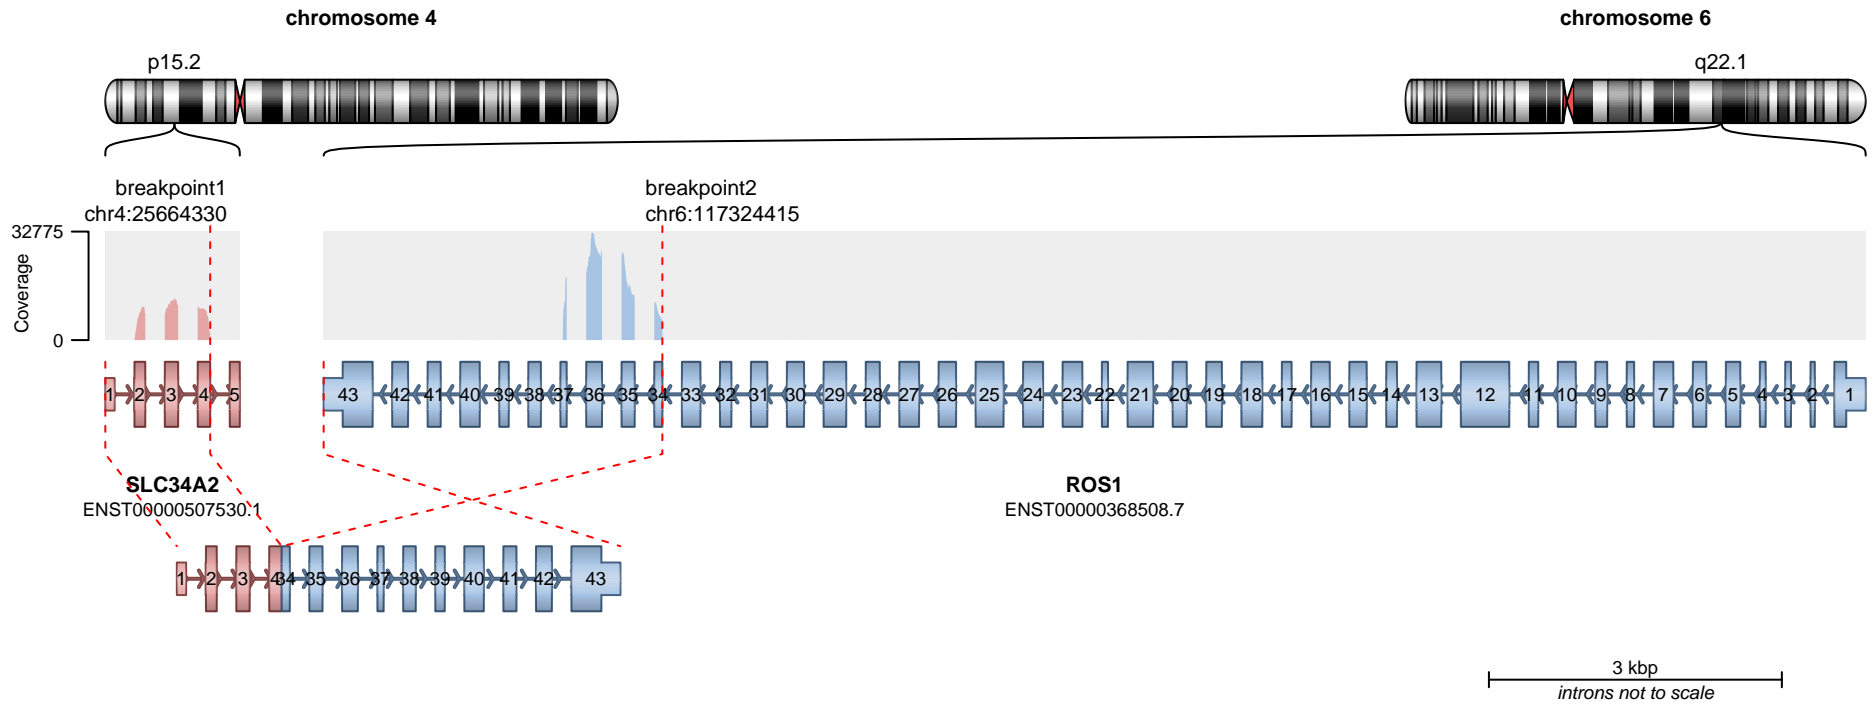 chromosome 4
chromosome 6
p15.2
q22.1
breakpoint1
chr4:25664330
breakpoint2
chr6:117324415
32775
Coverage
0
1 2 3 4 5
43 42 41 40 39 38 37 36 35 34 33 32 31 30 29 28 27 26 25 24 23 22 21 20 19 18 17 16 15 14 13 12 11 10 9 8 7 6 5 4 3 2 1
SLC34A2
ENST00000507530.1
ROS1
ENST00000368508.7
1 2 3 4 34 35 36 37 38 39 40 41 42 43
3 kbp
introns not to scale